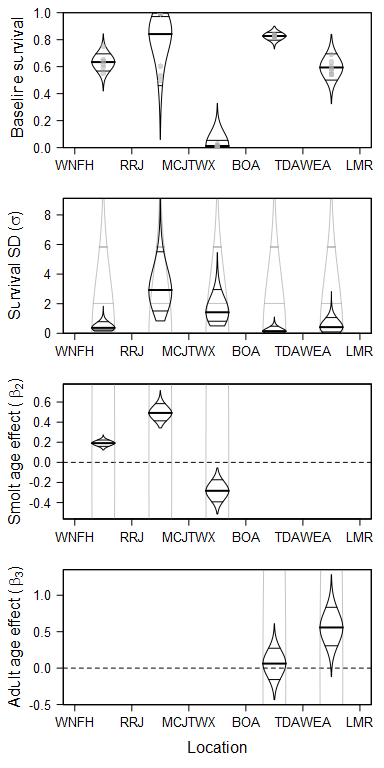 Baseline survival
1.0
0.8
0.6
0.4
0.2
0.0
WNFH RRJ MCJTWX BOA TDAWEA LMR
Survival SD (σ)
8
6
4
2
0
WNFH RRJ MCJTWX BOA TDAWEA LMR
Smolt age effect ( β2)
0.6
0.4
0.2
0.0
-0.2
-0.4
WNFH RRJ MCJTWX BOA TDAWEA LMR
Adult age effect ( β3)
1.0
0.5
0.0
-0.5
WNFH RRJ MCJTWX BOA TDAWEA LMR
Location